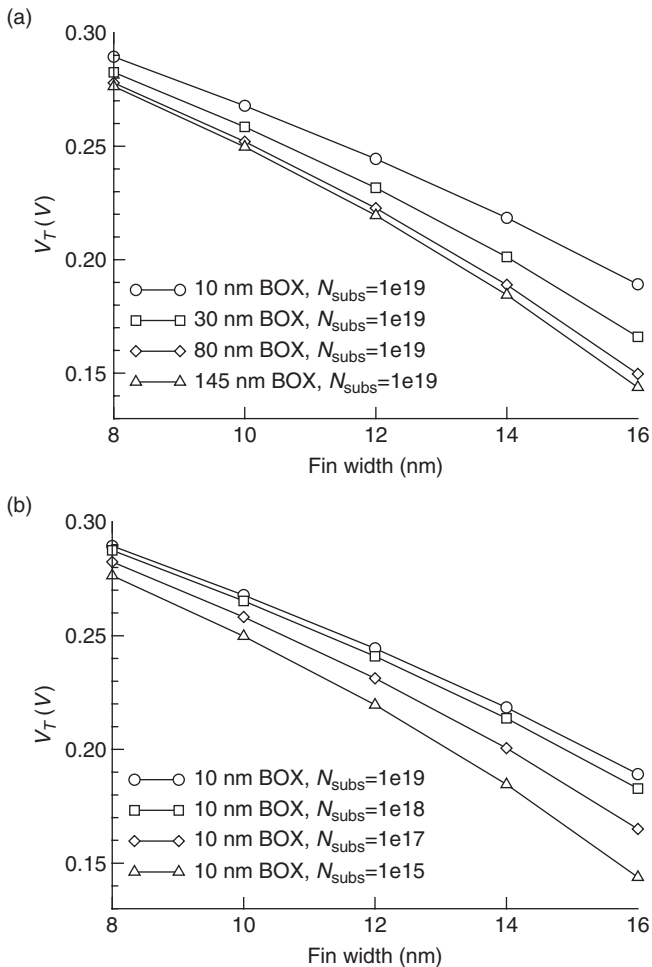 (a)
0.30
0.25
0.20
0.15
V_T (V)
10 nm BOX, N_subs=1e19
30 nm BOX, N_subs=1e19
80 nm BOX, N_subs=1e19
145 nm BOX, N_subs=1e19
8 10 12 14 16
Fin width (nm)
(b)
0.30
0.25
0.20
0.15
V_T (V)
10 nm BOX, N_subs=1e19
10 nm BOX, N_subs=1e18
10 nm BOX, N_subs=1e17
10 nm BOX, N_subs=1e15
8 10 12 14 16
Fin width (nm)